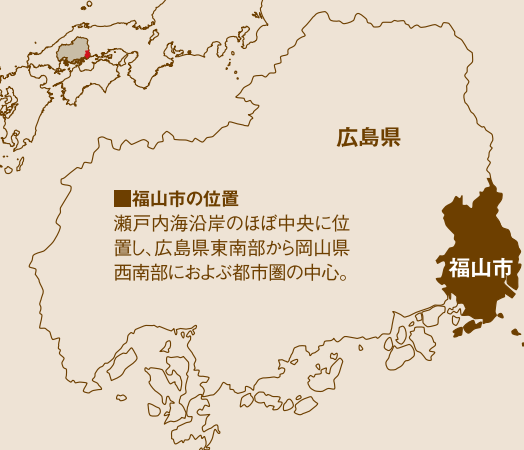 広島県
■福山市の位置
瀬戸内海沿岸のほぼ中央に位
置し、広島県東南部から岡山県
西南部におよぶ都市圏の中心。
福山市